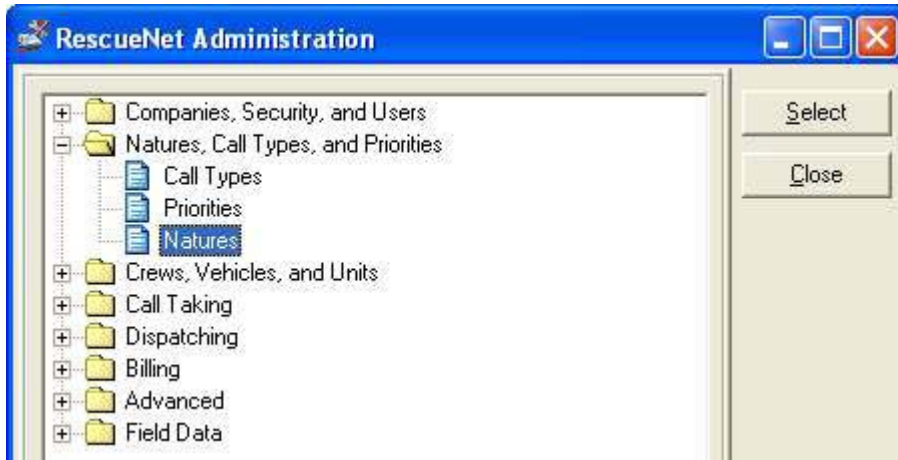 RescueNet Administration
Companies, Security, and Users
Select
Natures, Call Types, and Priorities
Call Types
Close
Priorities
Natures
Crews, Vehicles, and Units
Call Taking
Dispatching
Billing
Advanced
Field Data